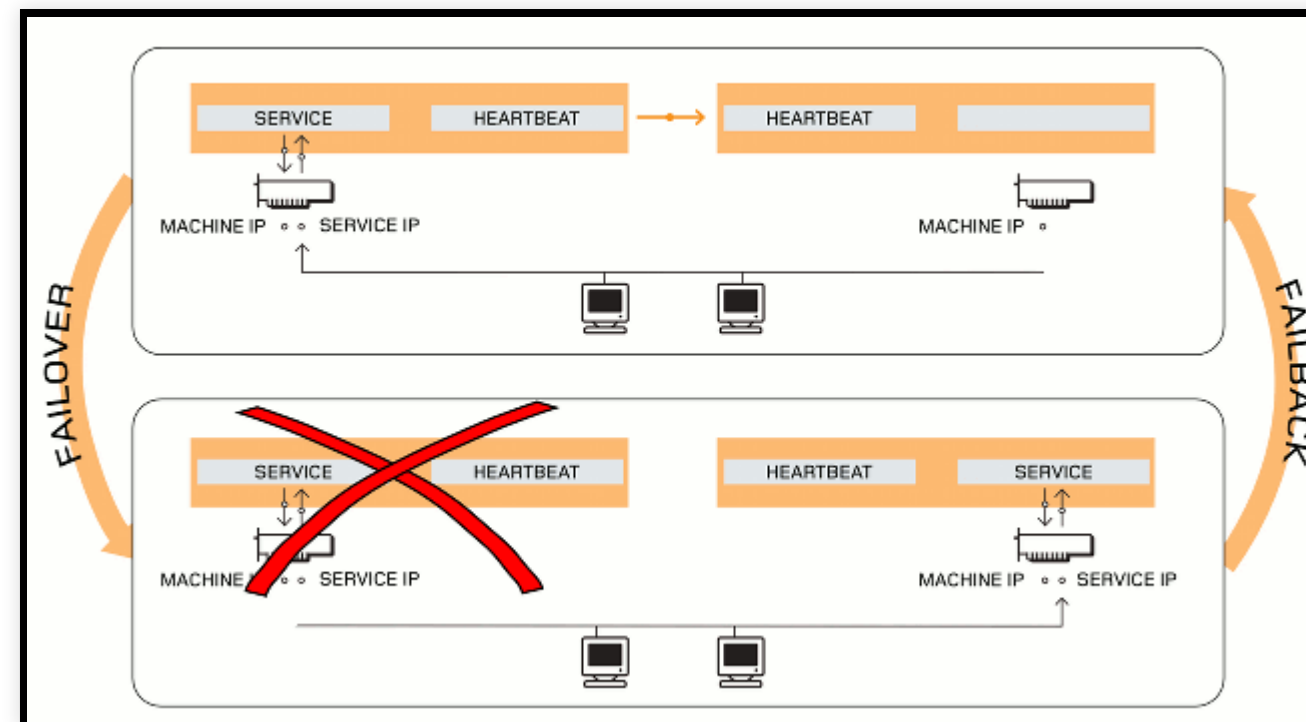 SERVICE HEARTBEAT HEARTBEAT
MACHINE IP SERVICE IP MACHINE IP
FAILOVER
FAILBACK
SERVICE HEARTBEAT HEARTBEAT SERVICE
MACHINE SERVICE IP MACHINE IP SERVICE IP